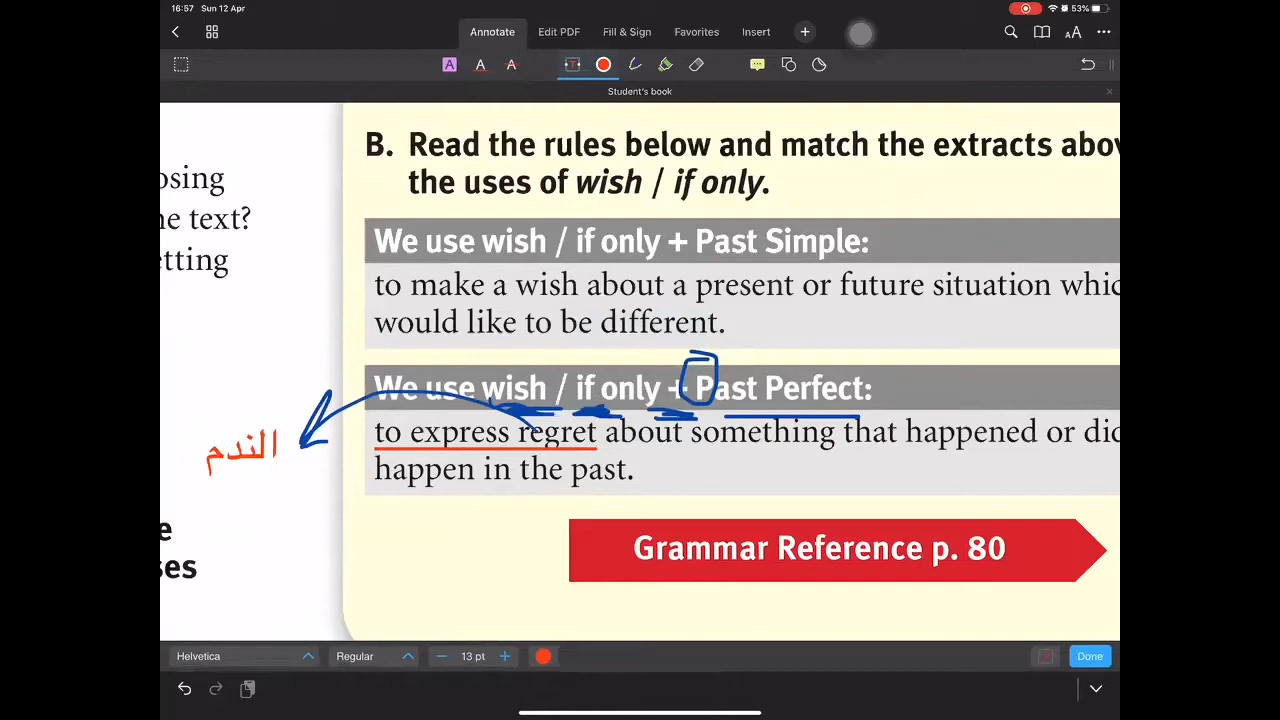 16:57 Sun 12 Apr
53%
Annotate Edit PDF Fill & Sign Favorites Insert
Student's book
osing
he text?
etting
B. Read the rules below and match the extracts abov
the uses of wish / if only.
We use wish / if only + Past Simple:
to make a wish about a present or future situation whic
would like to be different.
We use wish / if only + Past Perfect:
to express regret about something that happened or did
happen in the past.
الندم
Grammar Reference p. 80
e
ses
Helvetica Regular 13 pt Done